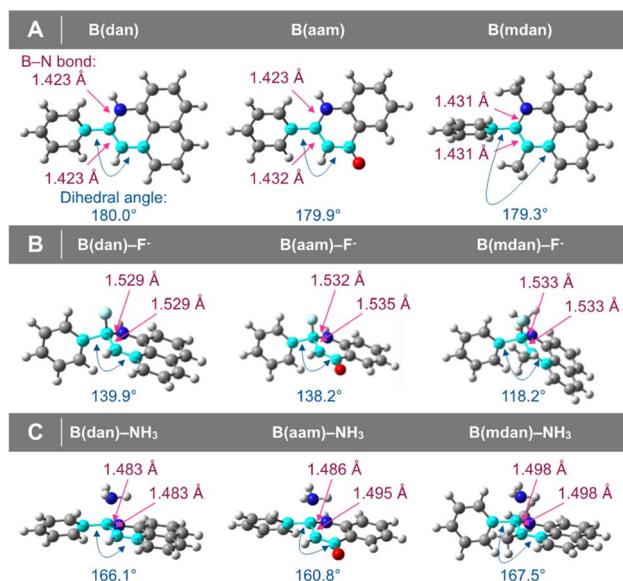 A B(dan) B(aam) B(mdan)
B–N bond:
1.423 Å 1.423 Å
1.431 Å
1.423 Å 1.432 Å 1.431 Å
Dihedral angle:
180.0° 179.9° 179.3°
B B(dan)–F⁻ B(aam)–F⁻ B(mdan)–F⁻
1.529 Å 1.532 Å 1.533 Å
1.529 Å 1.535 Å 1.533 Å
139.9° 138.2° 118.2°
C B(dan)–NH₃ B(aam)–NH₃ B(mdan)–NH₃
1.483 Å 1.486 Å 1.498 Å
1.483 Å 1.495 Å 1.498 Å
166.1° 160.8° 167.5°